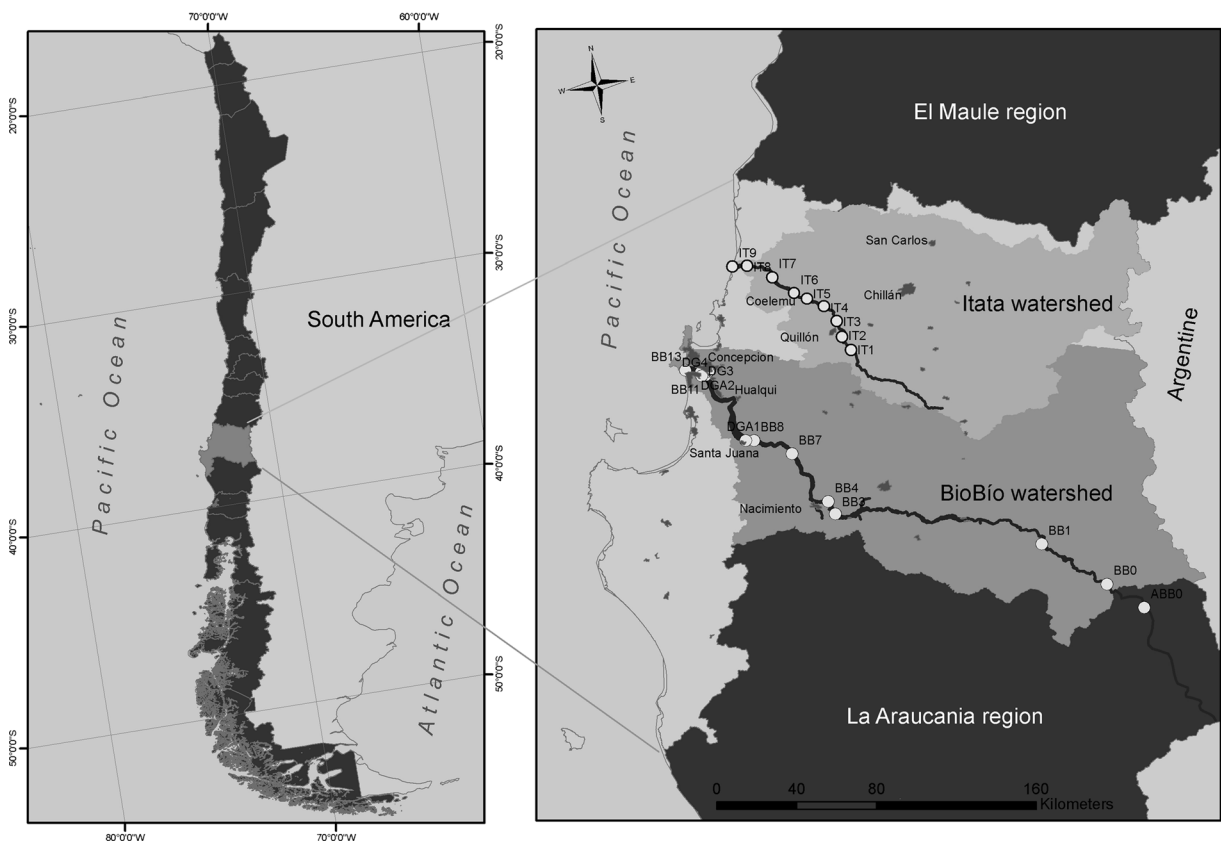 70°0'0"W
60°0'0"W
20°0'0"S
20°0'0"S
30°0'0"S
30°0'0"S
40°0'0"S
40°0'0"S
50°0'0"S
50°0'0"S
80°0'0"W
70°0'0"W
Pacific Ocean
South America
Atlantic Ocean
N
W
E
S
Pacific Ocean
El Maule region
San Carlos
IT9
IT8
IT7
IT6
IT5
Coelemu
IT4
Chillán
Itata watershed
IT3
Quillón
IT2
IT1
Argentine
BB13
Concepcion
DG4
DG3
BB11
DGA2
Hualqui
DGA1
BB8
BB7
Santa Juana
BB4
BioBío watershed
Nacimiento
BB3
BB1
BB0
ABB0
La Araucania region
0
40
80
160
Kilometers